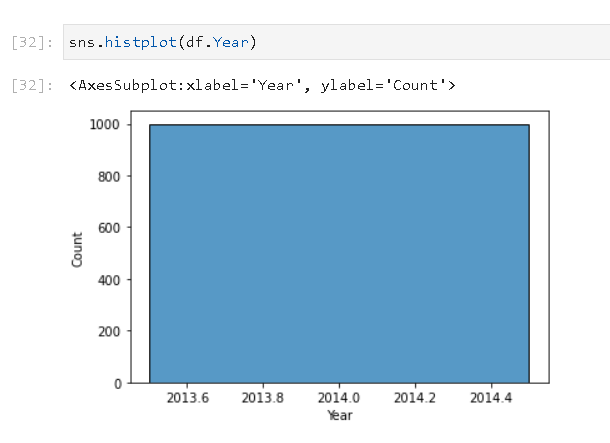 [32]: sns.histplot(df.Year)
[32]: <AxesSubplot:xlabel='Year', ylabel='Count'>
1000
800
600
400
200
0
Count
2013.6 2013.8 2014.0 2014.2 2014.4
Year